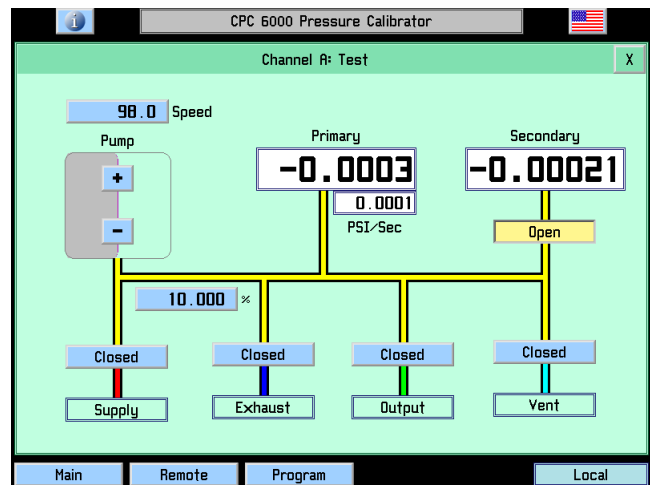 i
CPC 6000 Pressure Calibrator
Channel A: Test
X
98.0 Speed
Pump
+
-
Primary
-0.0003
0.0001
PSI/Sec
Secondary
-0.00021
Open
10.000 %
Closed
Closed
Closed
Closed
Supply
Exhaust
Output
Vent
Main
Remote
Program
Local